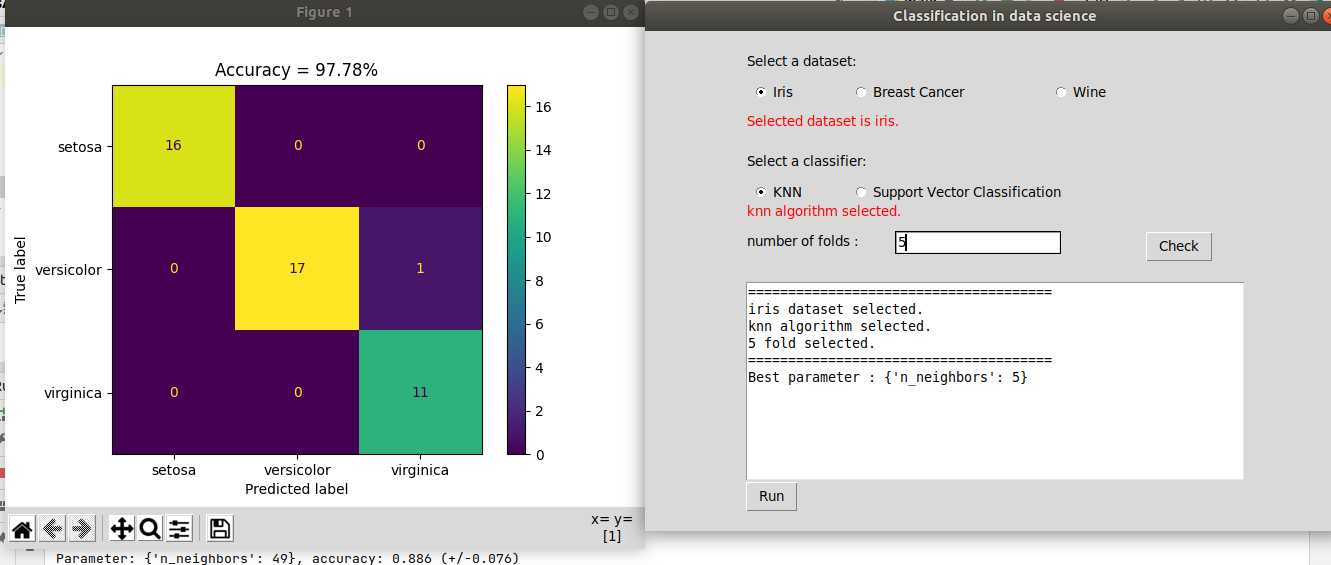 Figure 1
Accuracy = 97.78%
setosa 16 0 0
versicolor 0 17 1
virginica 0 0 11
setosa versicolor virginica
Predicted label
True label
16
14
12
10
8
6
4
2
0
x= y=
[1]
Parameter: {'n_neighbors': 49}, accuracy: 0.886 (+/-0.076)
Classification in data science
Select a dataset:
Iris Breast Cancer Wine
Selected dataset is iris.
Select a classifier:
KNN Support Vector Classification
knn algorithm selected.
number of folds : 5 Check
======================================
iris dataset selected.
knn algorithm selected.
5 fold selected.
======================================
Best parameter : {'n_neighbors': 5}
Run